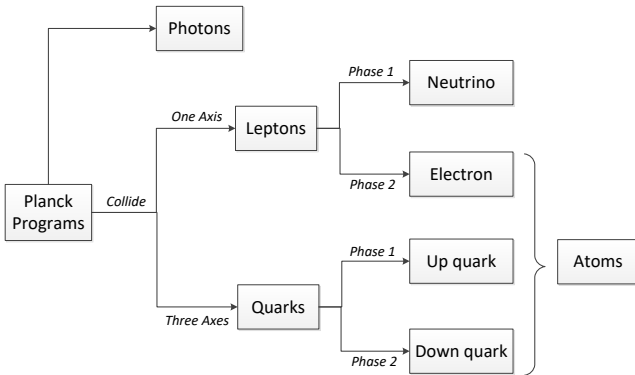 Photons
Phase 1
Neutrino
One Axis
Leptons
Phase 2
Electron
Planck
Programs
Collide
Phase 1
Up quark
Atoms
Three Axes
Quarks
Phase 2
Down quark